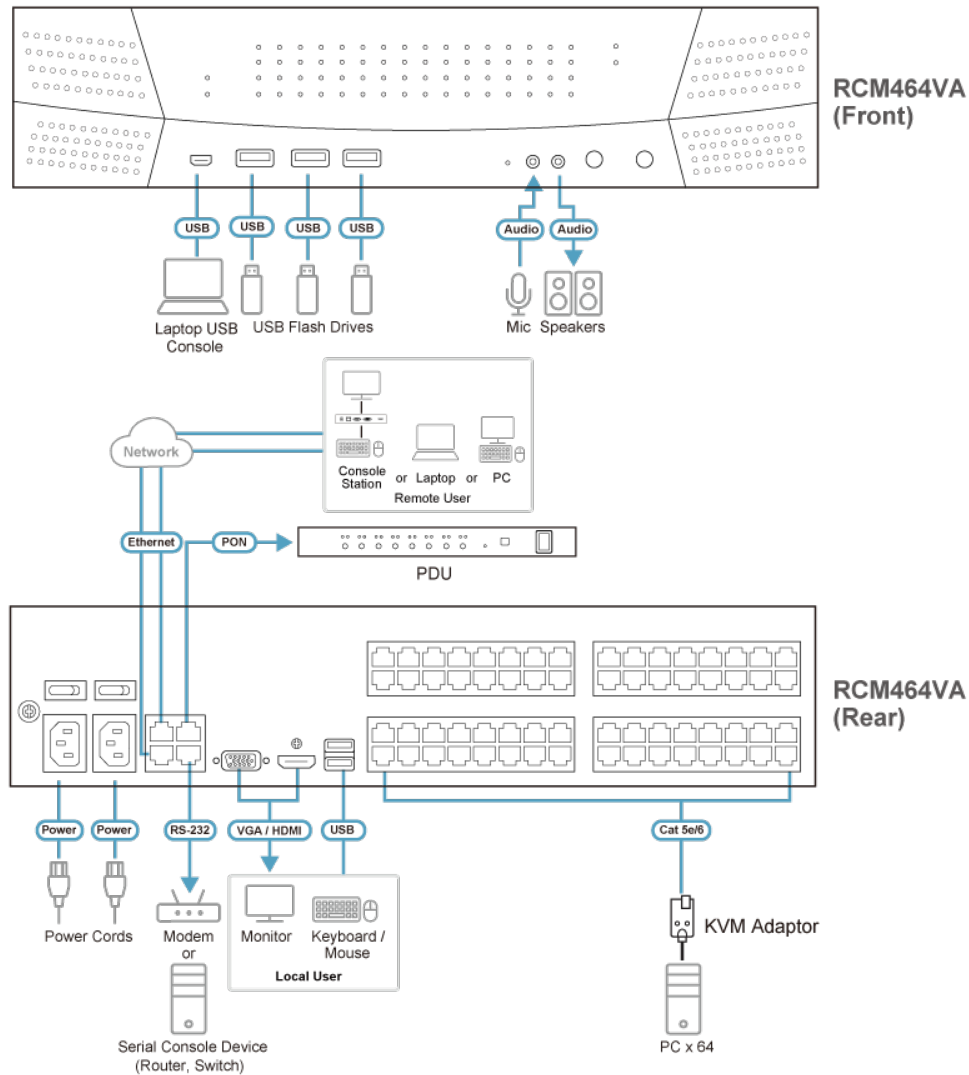 RCM464VA
(Front)
USB
USB
USB
USB
Audio
Audio
Laptop USB
Console
USB Flash Drives
Mic
Speakers
Network
Console
Station
or
Laptop
or
PC
Remote User
Ethernet
PON
PDU
RCM464VA
(Rear)
Power
Power
RS-232
VGA / HDMI
USB
Cat 5e/6
Power Cords
Modem
or
Monitor
Keyboard /
Mouse
Local User
KVM Adaptor
Serial Console Device
(Router, Switch)
PC x 64